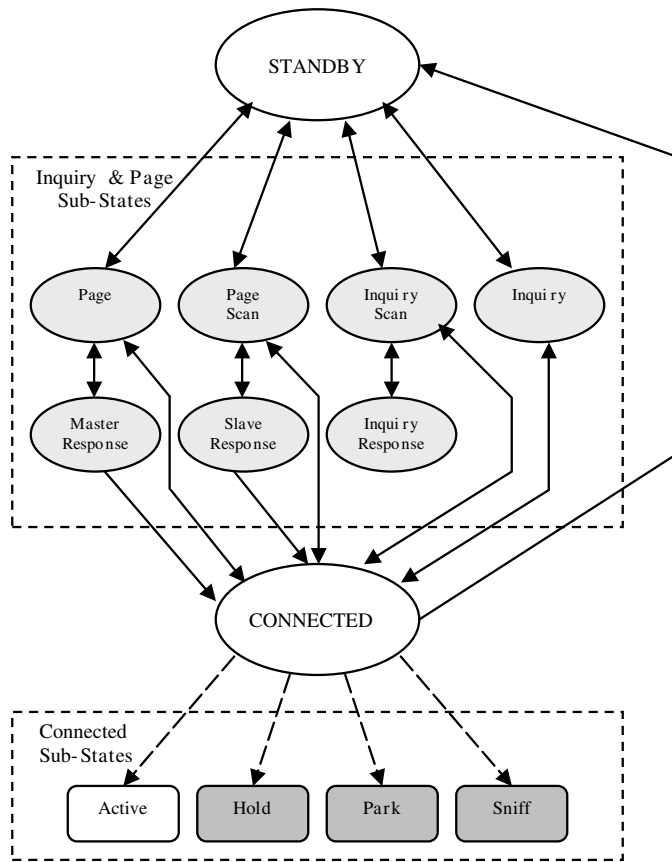 STANDBY
Inquiry & Page
Sub-States
Page
Page
Scan
Inquiry
Scan
Inquiry
Master
Response
Slave
Response
Inquiry
Response
CONNECTED
Connected
Sub-States
Active
Hold
Park
Sniff